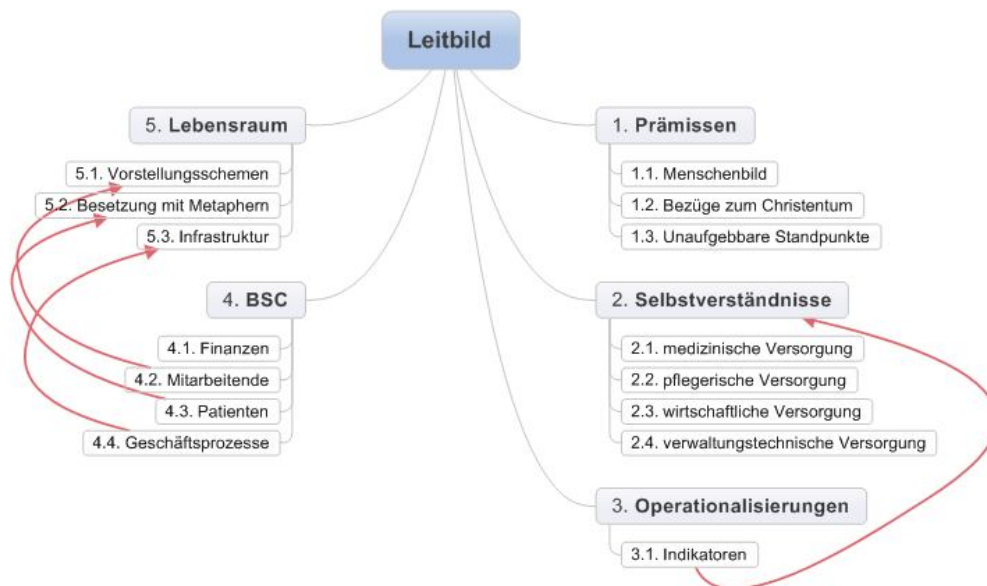 Leitbild
5. Lebensraum
5.1. Vorstellungsschemen
5.2. Besetzung mit Metaphern
5.3. Infrastruktur
4. BSC
4.1. Finanzen
4.2. Mitarbeitende
4.3. Patienten
4.4. Geschäftsprozesse
1. Prämissen
1.1. Menschenbild
1.2. Bezüge zum Christentum
1.3. Unaufgebbare Standpunkte
2. Selbstverständnisse
2.1. medizinische Versorgung
2.2. pflegerische Versorgung
2.3. wirtschaftliche Versorgung
2.4. verwaltungstechnische Versorgung
3. Operationalisierungen
3.1. Indikatoren